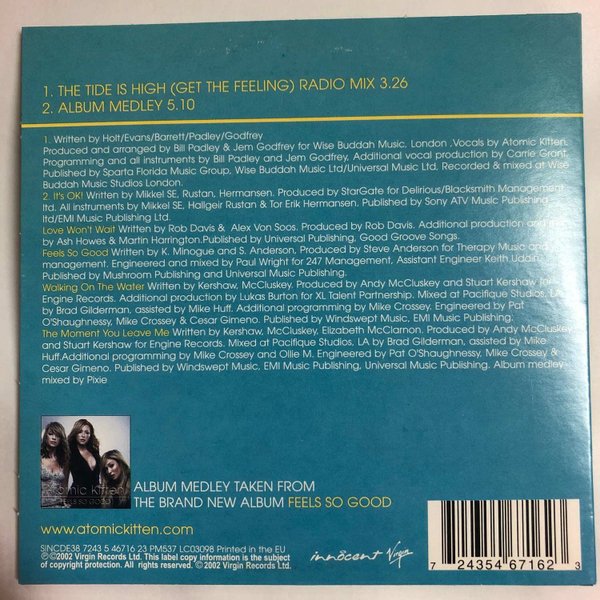 1. THE TIDE IS HIGH (GET THE FEELING) RADIO MIX 3.26
2. ALBUM MEDLEY 5.10
1. Written by Holt/Evans/Barrett/Padley/Godfrey
Produced and arranged by Bill Padley & Jem Godfrey for Wise Buddah Music, London .Vocals by Atomic Kitten.
Programming and all instruments by Bill Padley and Jem Godfrey, Additional vocal production by Carrie Grant.
Published by Sparta Florida Music Group, Wise Buddah Music Ltd/Universal Music Ltd. Recorded & mixed at Wise
Buddah Music Studios London.
2. It's OK! Written by Mikkel SE, Rustan, Hermansen. Produced by StarGate for Delirious/Blacksmith Management
ltd. All instruments by Mikkel SE, Hallgeir Rustan & Tor Erik Hermansen. Published by Sony ATV Music Publishing
ltd/EMI Music Publishing Ltd.
Love Won't Wait Written by Rob Davis & Alex Von Soos. Produced by Rob Davis. Additional production and mix
by Ash Howes & Martin Harrington.Published by Universal Publishing, Good Groove Songs.
Feels So Good Written by K. Minogue and S. Anderson. Produced by Steve Anderson for Therapy Music and
management. Engineered and mixed by Paul Wright for 247 Management, Assistant Engineer Keith Uddin.
Published by Mushroom Publishing and Universal Music Publishing.
Walking On The Water Written by Kershaw, McCluskey. Produced by Andy McCluskey and Stuart Kershaw for
Engine Records. Additional production by Lukas Burton for XL Talent Partnership. Mixed at Pacifique Studios, LA
by Brad Gilderman, assisted by Mike Huff. Additional programming by Mike Crossey, Engineered by Pat
O'Shaughnessy, Mike Crossey & Cesar Gimeno. Published by Windswept Music, EMI Music Publishing.
The Moment You Leave Me Written by Kershaw, McCluskey, Elizabeth McClarnon. Produced by Andy McCluskey
and Stuart Kershaw for Engine Records. Mixed at Pacifique Studios, LA by Brad Gilderman, assisted by Mike
Huff.Additional programming by Mike Crossey and Ollie M. Engineered by Pat O'Shaughessy, Mike Crossey &
Cesar Gimeno. Published by Windswept Music, EMI Music Publishing, Universal Music Publishing. Album medley
mixed by Pixie
atomic kitten
FEELS SO GOOD
ALBUM MEDLEY TAKEN FROM
THE BRAND NEW ALBUM FEELS SO GOOD
www.atomickitten.com
SINCDE38 7243 5 46716 23 PM537 LC03098 Printed in the EU
℗©2002 Virgin Records Ltd. This label copy information is the subject
of copyright protection. All rights reserved. ©2002 Virgin Records Ltd.
innocent Virgin
7 24354 67162 3